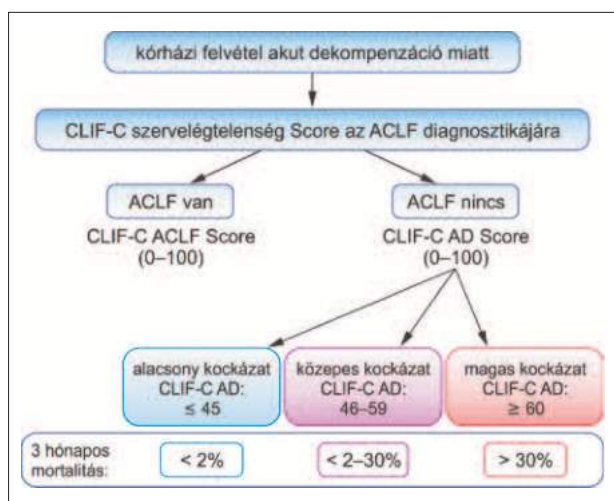 kórházi felvétel akut dekompenzáció miatt
CLIF-C szervelégtelenség Score az ACLF diagnosztikájára
ACLF van
CLIF-C ACLF Score
(0–100)
ACLF nincs
CLIF-C AD Score
(0–100)
alacsony kockázat
CLIF-C AD:
≤ 45
közepes kockázat
CLIF-C AD:
46–59
magas kockázat
CLIF-C AD:
≥ 60
3 hónapos
mortalitás:
< 2%
< 2–30%
> 30%